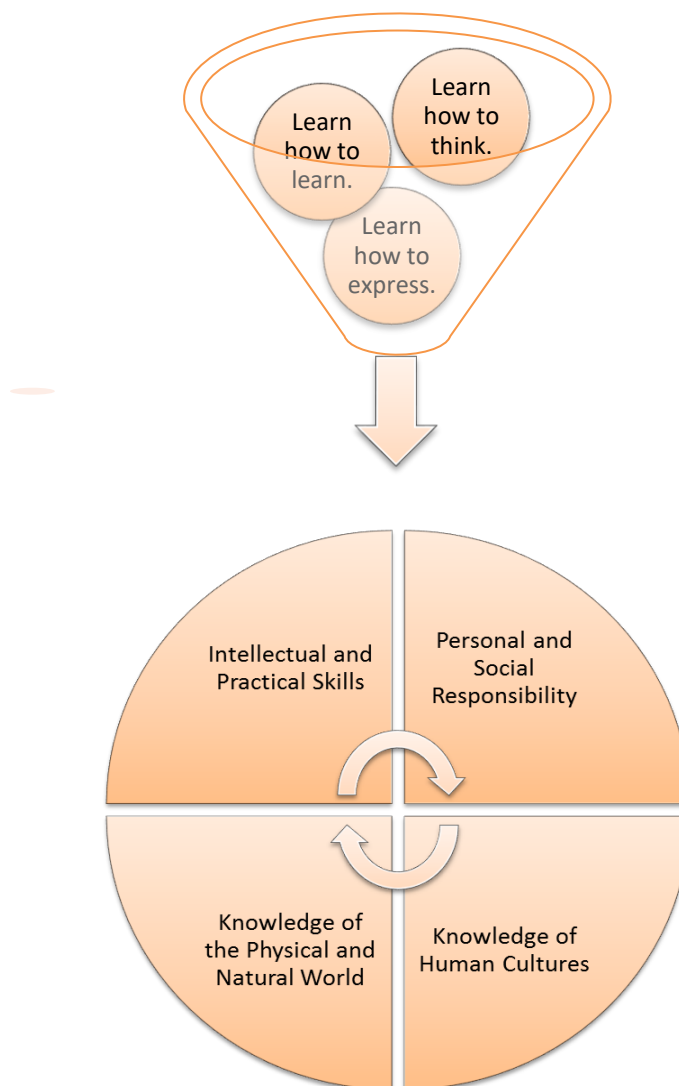 Learn
how to
think.
Learn
how to
learn.
Learn
how to
express.
Intellectual and
Practical Skills
Personal and
Social
Responsibility
Knowledge of
the Physical and
Natural World
Knowledge of
Human Cultures